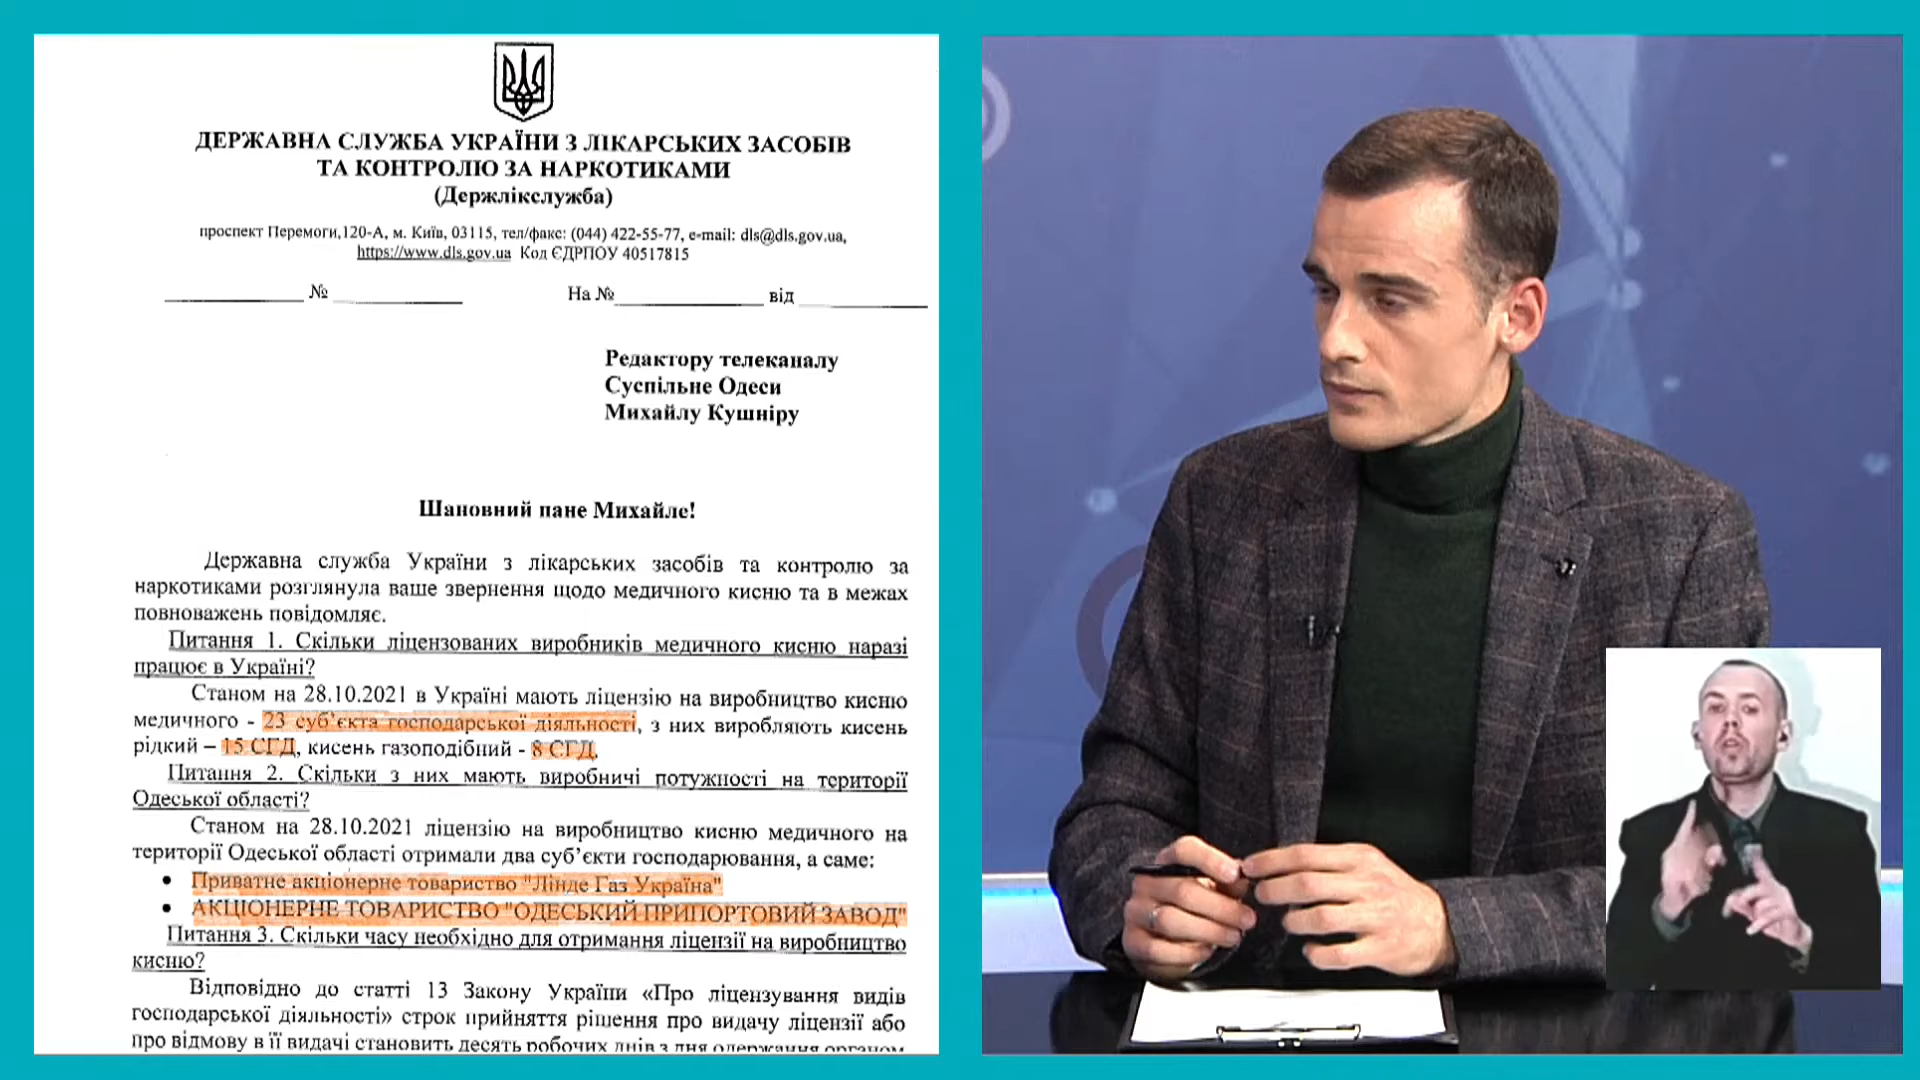 ДЕРЖАВНА СЛУЖБА УКРАЇНИ З ЛІКАРСЬКИХ ЗАСОБІВ
ТА КОНТРОЛЮ ЗА НАРКОТИКАМИ
(Держлікслужба)
проспект Перемоги,120-А, м. Київ, 03115, тел/факс: (044) 422-55-77, e-mail: dls@dls.gov.ua,
https://www.dls.gov.ua Код ЄДРПОУ 40517815
___________ № ___________ На №___________ від ___________
Редактору телеканалу
Суспільне Одеси
Михайлу Кушніру
Шановний пане Михайле!
Державна служба України з лікарських засобів та контролю за
наркотиками розглянула ваше звернення щодо медичного кисню та в межах
повноважень повідомляє.
Питання 1. Скільки ліцензованих виробників медичного кисню наразі
працює в Україні?
Станом на 28.10.2021 в Україні мають ліцензію на виробництво кисню
медичного - 23 суб'єкта господарської діяльності, з них виробляють кисень
рідкий – 15 СГД, кисень газоподібний - 8 СГД.
Питання 2. Скільки з них мають виробничі потужності на території
Одеської області?
Станом на 28.10.2021 ліцензію на виробництво кисню медичного на
території Одеської області отримали два суб'єкти господарювання, а саме:
• Приватне акціонерне товариство "Лінде Газ Україна"
• АКЦІОНЕРНЕ ТОВАРИСТВО "ОДЕСЬКИЙ ПРИПОРТОВИЙ ЗАВОД"
Питання 3. Скільки часу необхідно для отримання ліцензії на виробництво
кисню?
Відповідно до статті 13 Закону України «Про ліцензування видів
господарської діяльності» строк прийняття рішення про видачу ліцензії або
про відмову в її видачі становить десять робочих днів з дня одержання органом